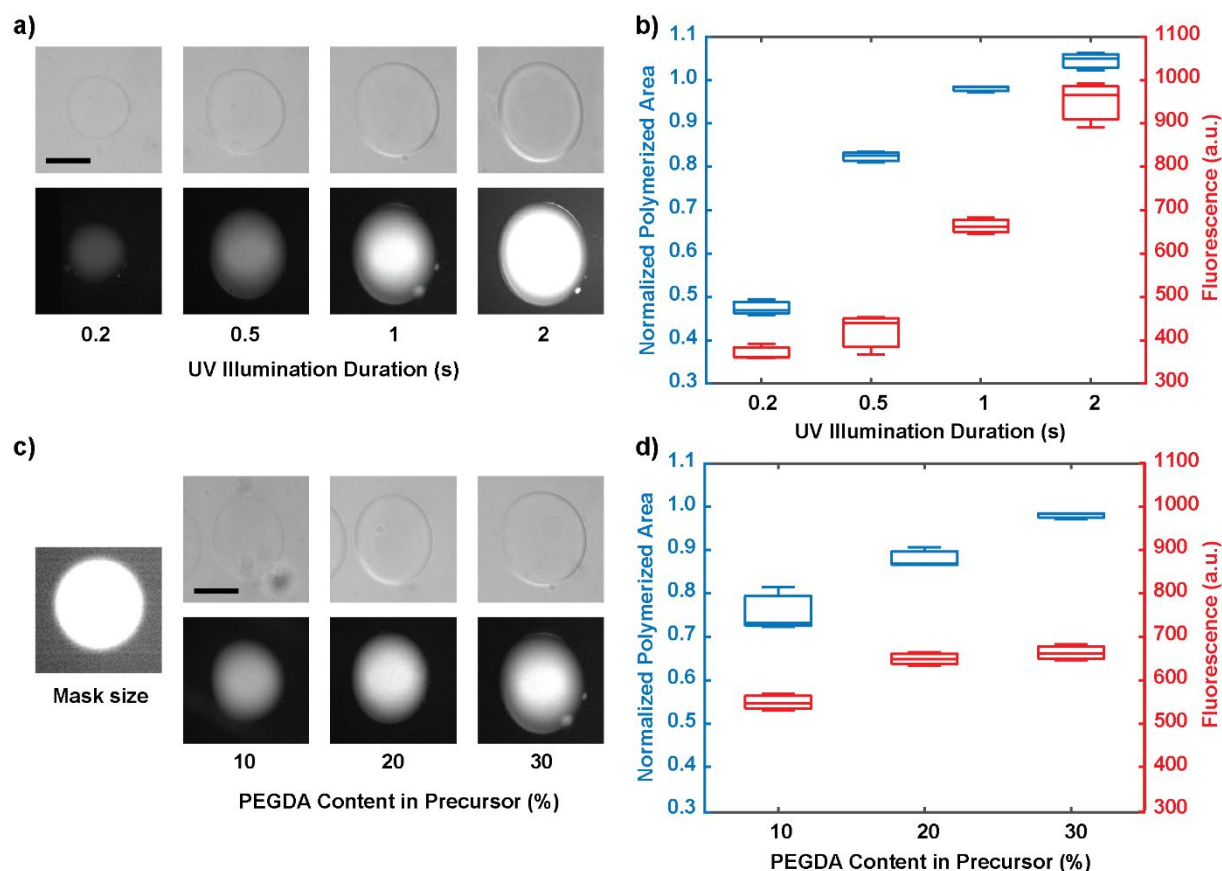 a)
0.2 0.5 1 2
UV Illumination Duration (s)
b)
Normalized Polymerized Area
1.1
1.0
0.9
0.8
0.7
0.6
0.5
0.4
0.3
1100
1000
900
800
700
600
500
400
300
Fluorescence (a.u.)
0.2 0.5 1 2
UV Illumination Duration (s)
c)
Mask size
10 20 30
PEGDA Content in Precursor (%)
d)
Normalized Polymerized Area
1.1
1.0
0.9
0.8
0.7
0.6
0.5
0.4
0.3
1100
1000
900
800
700
600
500
400
300
Fluorescence (a.u.)
10 20 30
PEGDA Content in Precursor (%)